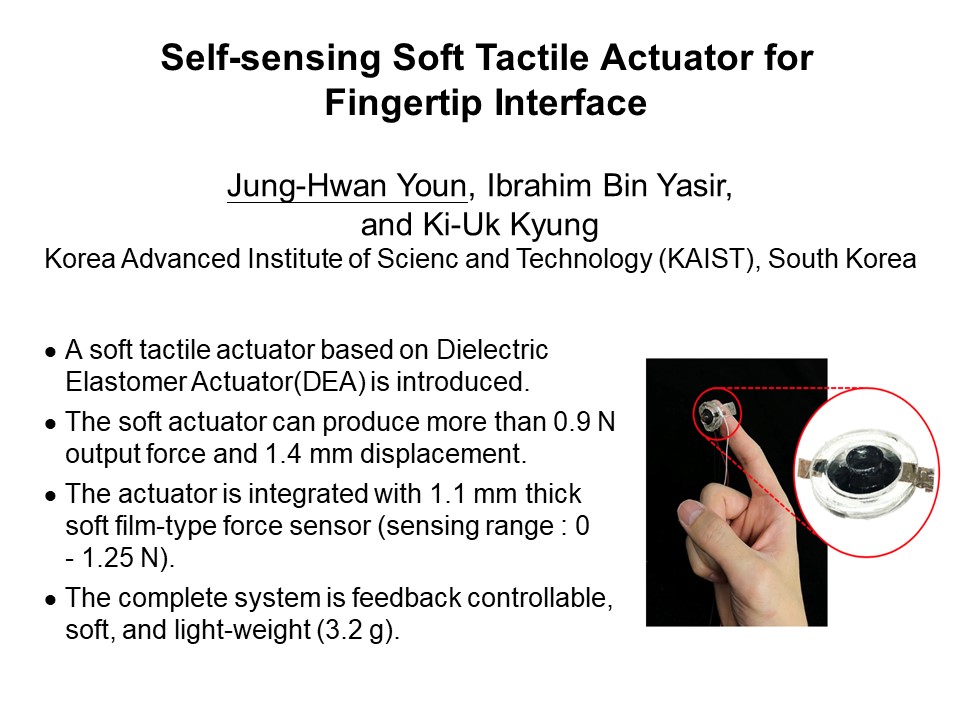 Self-sensing Soft Tactile Actuator for
Fingertip Interface
Jung-Hwan Youn, Ibrahim Bin Yasir,
and Ki-Uk Kyung
Korea Advanced Institute of Scienc and Technology (KAIST), South Korea
● A soft tactile actuator based on Dielectric
Elastomer Actuator(DEA) is introduced.
● The soft actuator can produce more than 0.9 N
output force and 1.4 mm displacement.
● The actuator is integrated with 1.1 mm thick
soft film-type force sensor (sensing range : 0
- 1.25 N).
● The complete system is feedback controllable,
soft, and light-weight (3.2 g).